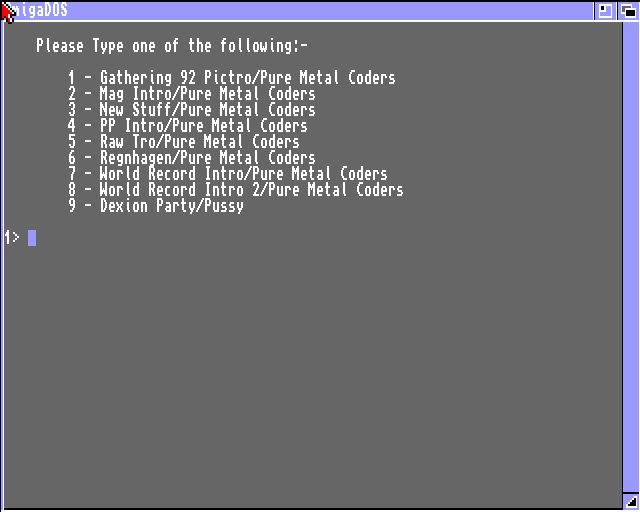 AmigaDOS
Please Type one of the following:-
1 - Gathering 92 Pictro/Pure Metal Coders
2 - Mag Intro/Pure Metal Coders
3 - New Stuff/Pure Metal Coders
4 - PP Intro/Pure Metal Coders
5 - Raw Tro/Pure Metal Coders
6 - Regnhagen/Pure Metal Coders
7 - World Record Intro/Pure Metal Coders
8 - World Record Intro 2/Pure Metal Coders
9 - Dexion Party/Pussy
1>